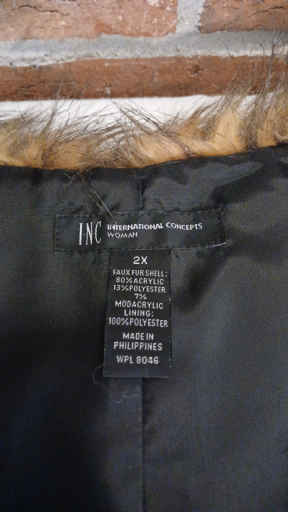 INC INTERNATIONAL CONCEPTS
WOMAN
2X
FAUX FUR SHELL:
80%ACRYLIC
13%POLYESTER
7%
MODACRYLIC
LINING:
100%POLYESTER
MADE IN
PHILIPPINES
WPL 9046